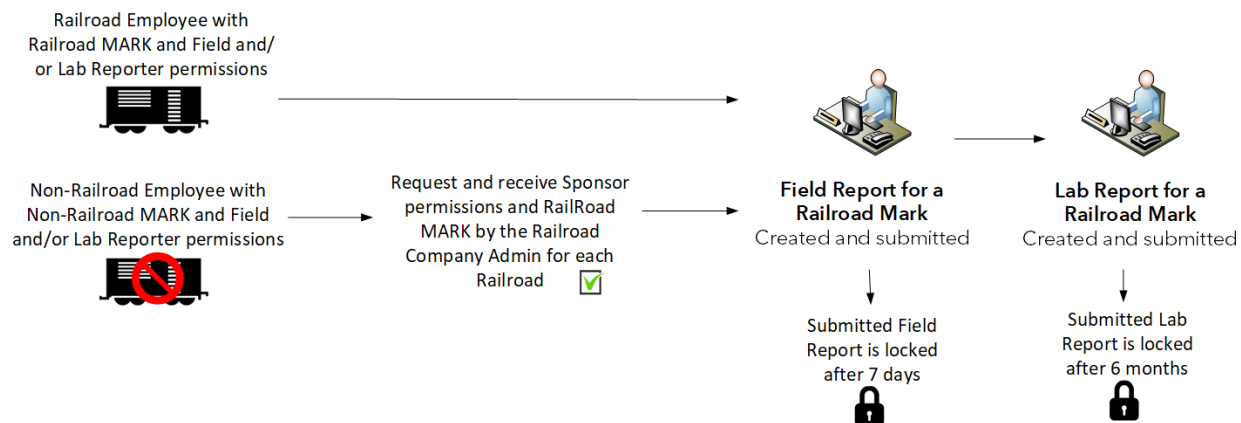 Railroad Employee with
Railroad MARK and Field and/
or Lab Reporter permissions
Non-Railroad Employee with
Non-Railroad MARK and Field
and/or Lab Reporter permissions
Request and receive Sponsor
permissions and RailRoad
MARK by the Railroad
Company Admin for each
Railroad
Field Report for a
Railroad Mark
Created and submitted
Submitted Field
Report is locked
after 7 days
Lab Report for a
Railroad Mark
Created and submitted
Submitted Lab
Report is locked
after 6 months